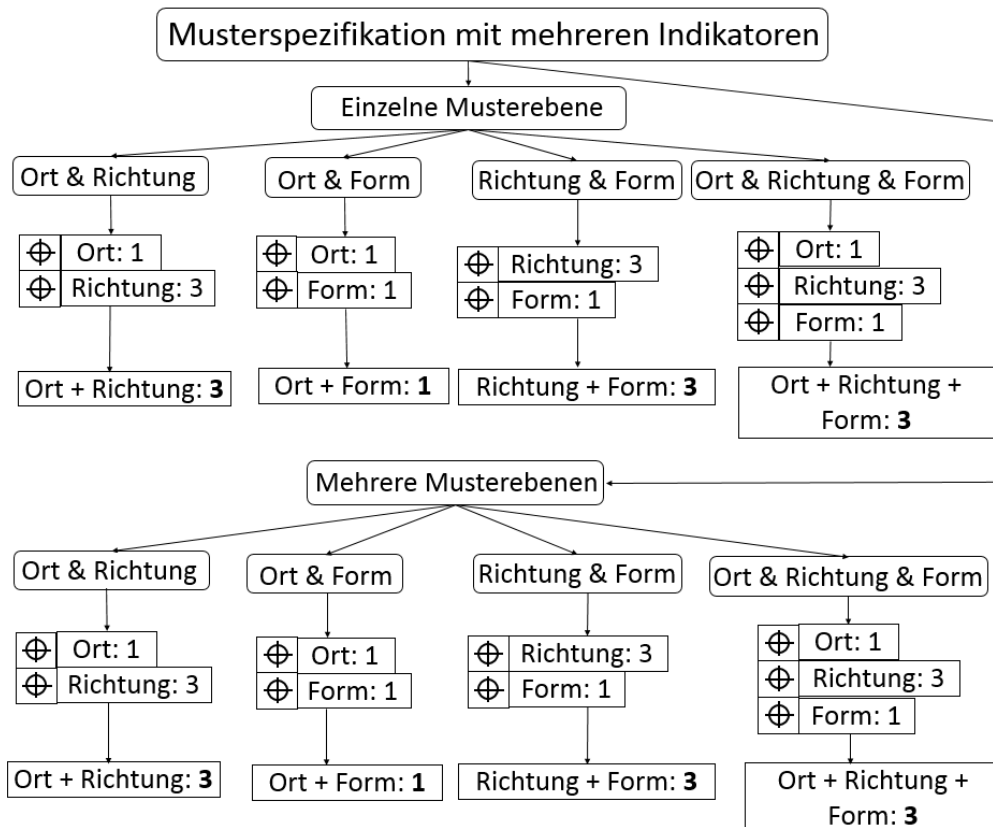 Musterspezifikation mit mehreren Indikatoren
Einzelne Musterebene
Ort & Richtung
Ort & Form
Richtung & Form
Ort & Richtung & Form
Ort: 1
Richtung: 3
Ort: 1
Form: 1
Richtung: 3
Form: 1
Ort: 1
Richtung: 3
Form: 1
Ort + Richtung: 3
Ort + Form: 1
Richtung + Form: 3
Ort + Richtung +
Form: 3
Mehrere Musterebenen
Ort & Richtung
Ort & Form
Richtung & Form
Ort & Richtung & Form
Ort: 1
Richtung: 3
Ort: 1
Form: 1
Richtung: 3
Form: 1
Ort: 1
Richtung: 3
Form: 1
Ort + Richtung: 3
Ort + Form: 1
Richtung + Form: 3
Ort + Richtung +
Form: 3